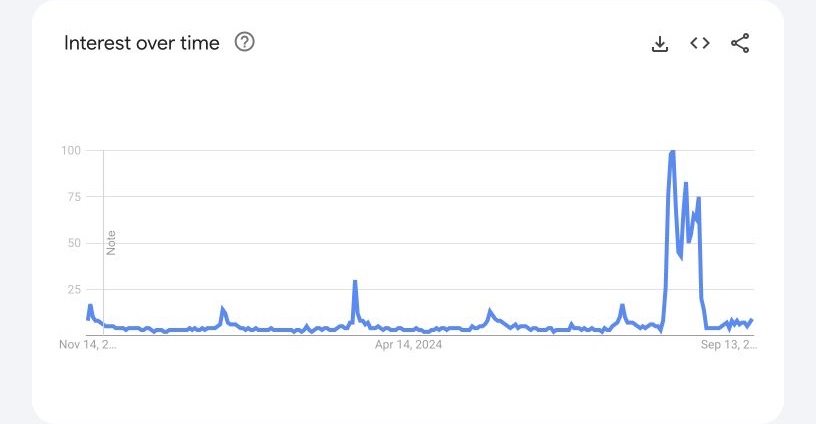 Interest over time
100
75
50
25
Note
Nov 14, 2...
Apr 14, 2024
Sep 13, 2...